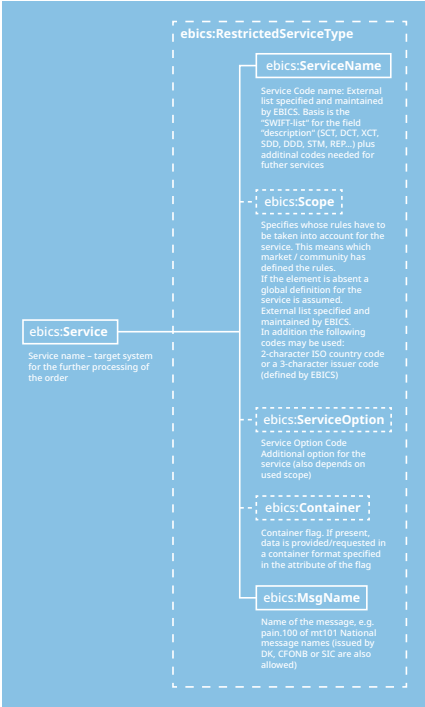 ebics:RestrictedServiceType
ebics:ServiceName
Service Code name: External
list specified and maintained
by EBICS. Basis is the
"SWIFT-list" for the field
"description" (SCT, DCT, XCT,
SDD, DDD, STM, REP...) plus
additinal codes needed for
futher services
ebics:Scope
Specifies whose rules have to
be taken into account for the
service. This means which
market / community has
defined the rules.
If the element is absent a
global definition for the
service is assumed.
External list specified and
maintained by EBICS.
In addition the following
codes may be used:
2-character ISO country code
or a 3-character issuer code
(defined by EBICS)
ebics:Service
Service name – target system
for the further processing of
the order
ebics:ServiceOption
Service Option Code
Additional option for the
service (also depends on
used scope)
ebics:Container
Container flag. If present,
data is provided/requested in
a container format specified
in the attribute of the flag
ebics:MsgName
Name of the message, e.g.
pain.100 of mt101 National
message names (issued by
DK, CFONB or SIC are also
allowed)